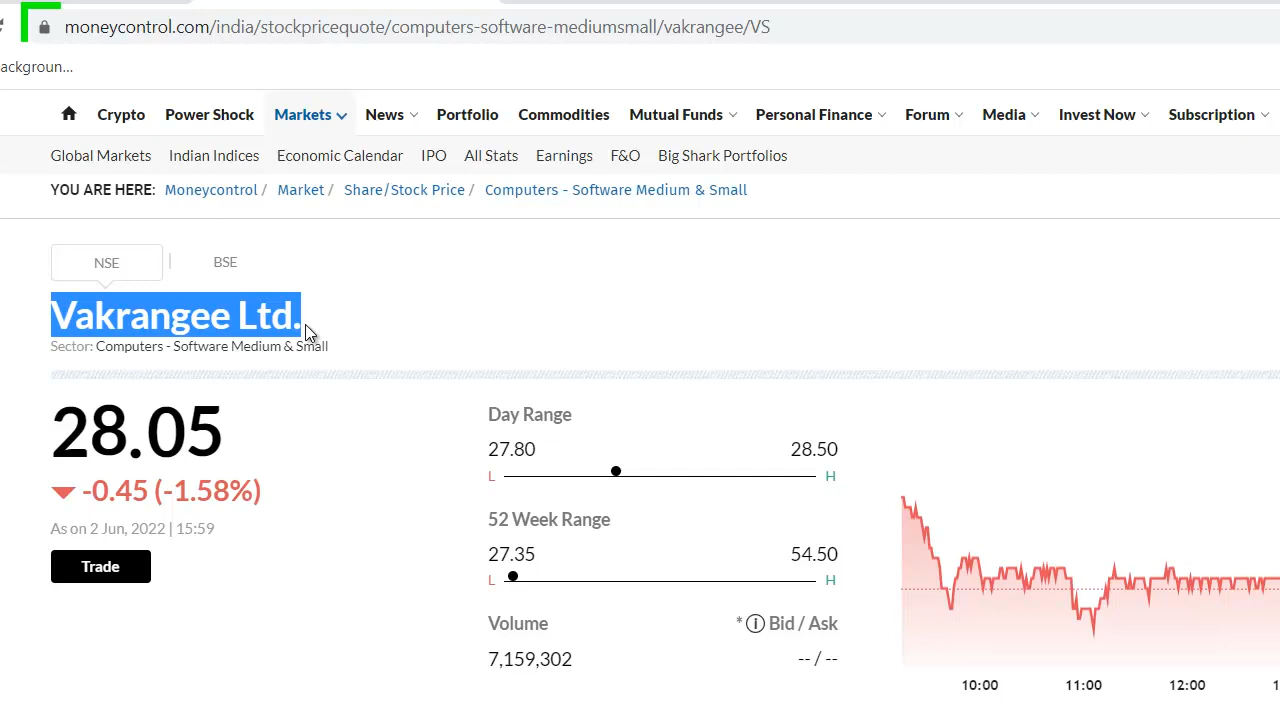 moneycontrol.com/india/stockpricequote/computers-software-mediumsmall/vakrangee/VS
ackgroun...
Crypto Power Shock Markets News Portfolio Commodities Mutual Funds Personal Finance Forum Media Invest Now Subscription
Global Markets Indian Indices Economic Calendar IPO All Stats Earnings F&O Big Shark Portfolios
YOU ARE HERE: Moneycontrol / Market / Share/Stock Price / Computers - Software Medium & Small
NSE | BSE
Vakrangee Ltd.
Sector: Computers - Software Medium & Small
28.05
-0.45 (-1.58%)
As on 2 Jun, 2022 | 15:59
Trade
Day Range
27.80 28.50
L H
52 Week Range
27.35 54.50
L H
Volume * i Bid / Ask
7,159,302 -- / --
10:00 11:00 12:00 1